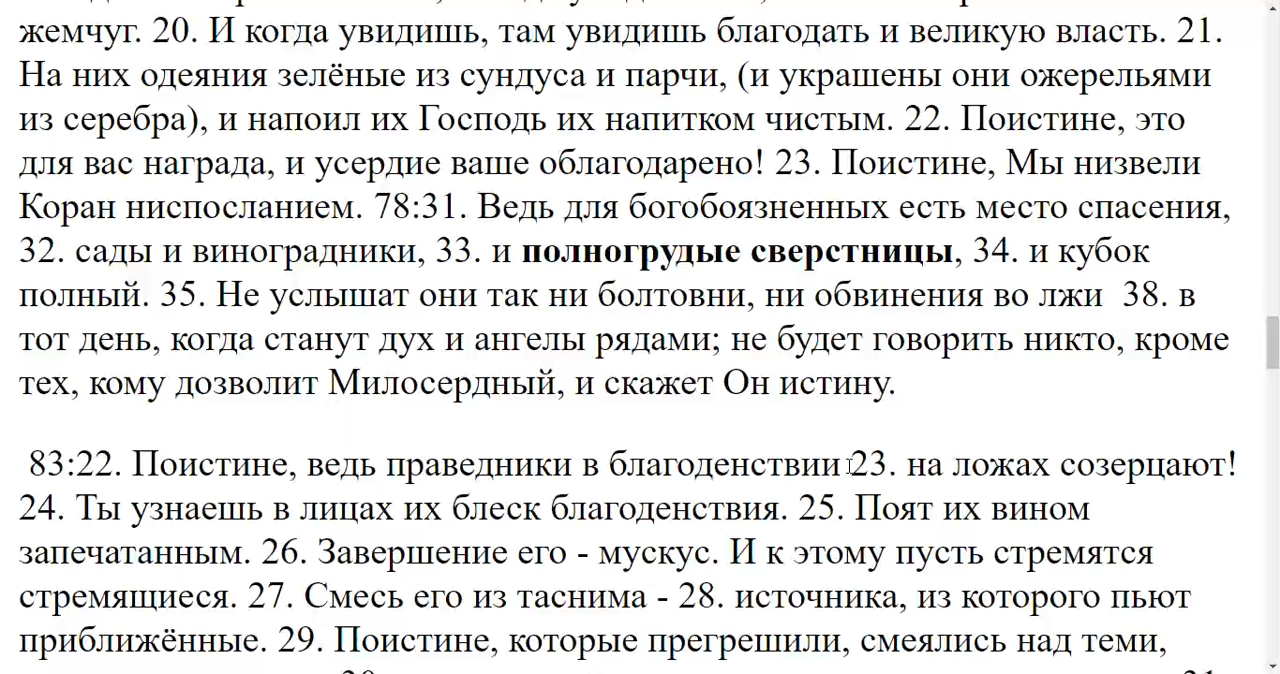 жемчуг. 20. И когда увидишь, там увидишь благодать и великую власть. 21.
На них одеяния зелёные из сундуса и парчи, (и украшены они ожерельями
из серебра), и напоил их Господь их напитком чистым. 22. Поистине, это
для вас награда, и усердие ваше облагодарено! 23. Поистине, Мы низвели
Коран ниспосланием. 78:31. Ведь для богобоязненных есть место спасения,
32. сады и виноградники, 33. и полногрудые сверстницы, 34. и кубок
полный. 35. Не услышат они так ни болтовни, ни обвинения во лжи  38. в
тот день, когда станут дух и ангелы рядами; не будет говорить никто, кроме
тех, кому дозволит Милосердный, и скажет Он истину.
83:22. Поистине, ведь праведники в благоденствии 23. на ложах созерцают!
24. Ты узнаешь в лицах их блеск благоденствия. 25. Поят их вином
запечатанным. 26. Завершение его - мускус. И к этому пусть стремятся
стремящиеся. 27. Смесь его из таснима - 28. источника, из которого пьют
приближённые. 29. Поистине, которые прегрешили, смеялись над теми,